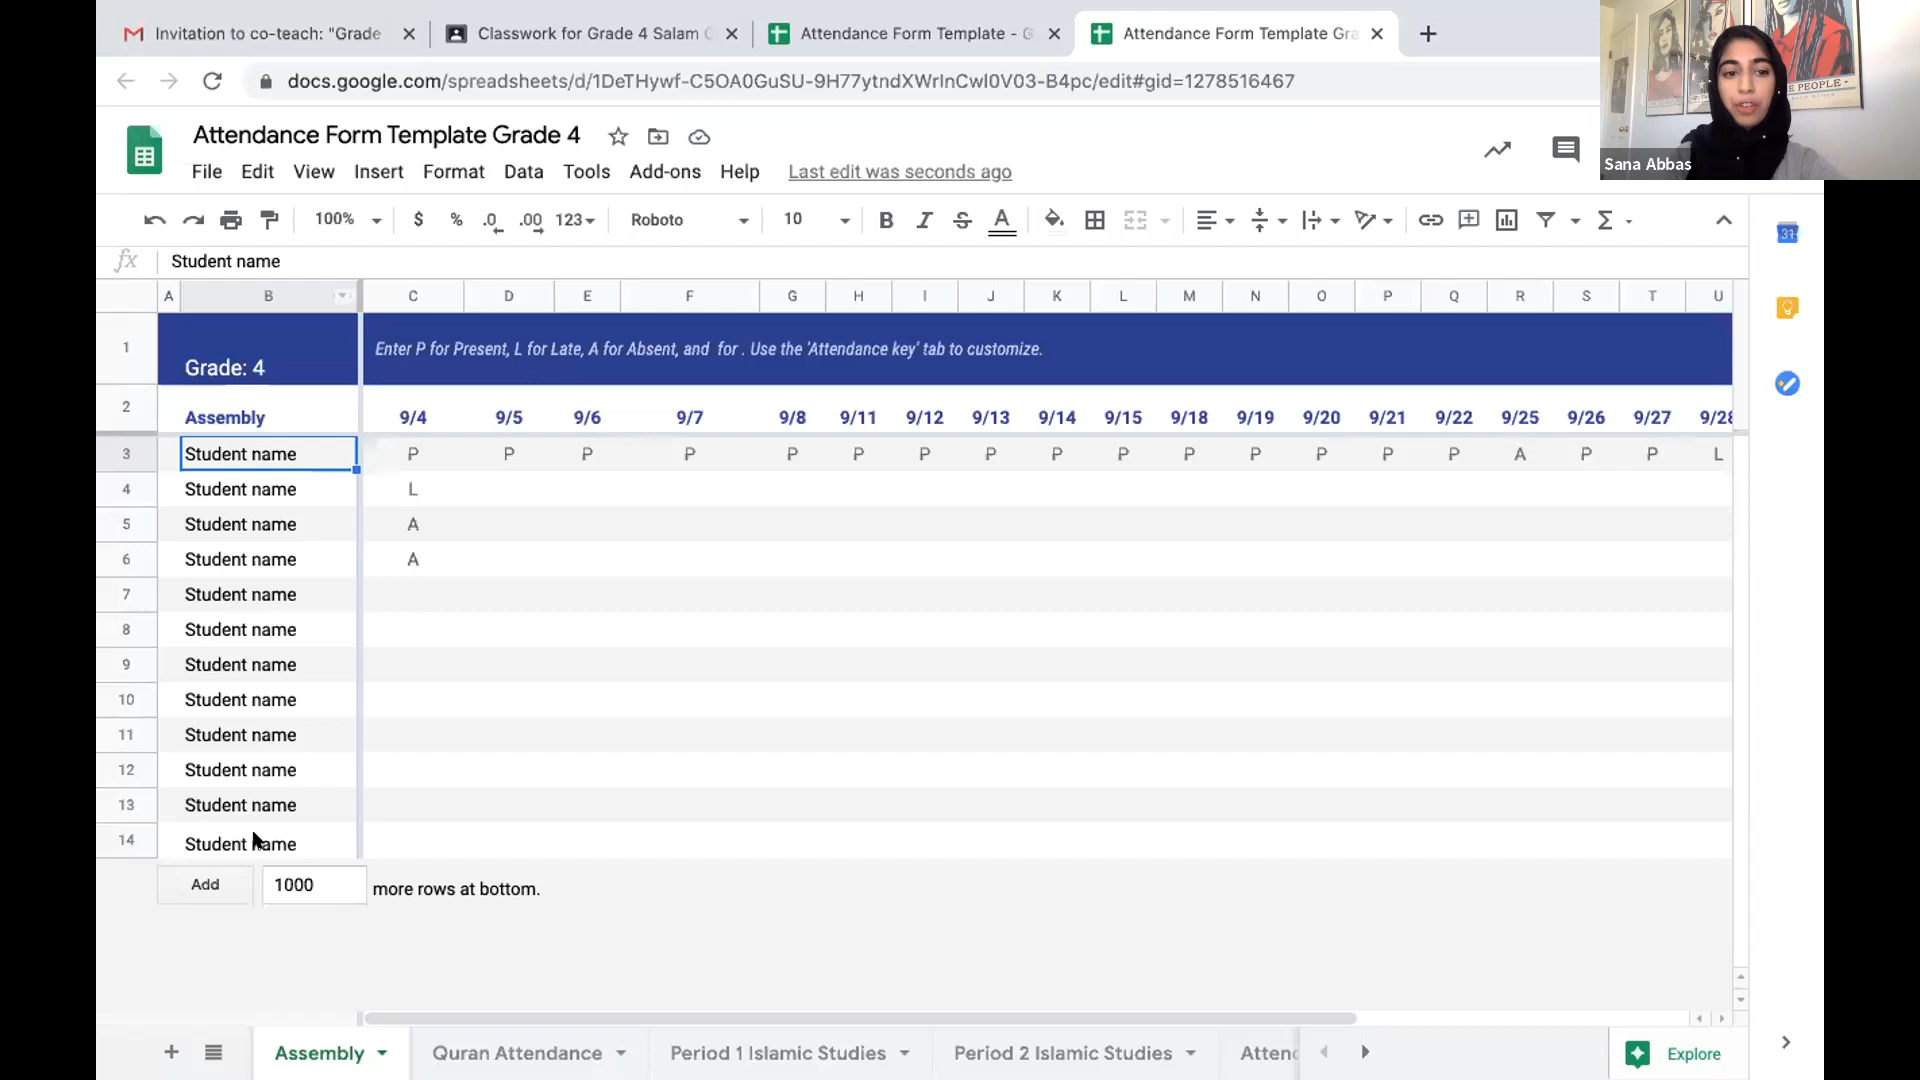 Invitation to co-teach: "Grade
Classwork for Grade 4 Salam
Attendance Form Template -
Attendance Form Template Gra
docs.google.com/spreadsheets/d/1DeTHywf-C5OA0GuSU-9H77ytndXWrInCwI0V03-B4pc/edit#gid=1278516467
PEOPLE -
Sana Abbas
Attendance Form Template Grade 4
File Edit View Insert Format Data Tools Add-ons Help Last edit was seconds ago
100% $ % .0 .00 123 Roboto 10 B I S A Σ
31
fx Student name
A B C D E F G H I J K L M N O P Q R S T U
1 Grade: 4 Enter P for Present, L for Late, A for Absent, and for . Use the 'Attendance key' tab to customize.
2 Assembly 9/4 9/5 9/6 9/7 9/8 9/11 9/12 9/13 9/14 9/15 9/18 9/19 9/20 9/21 9/22 9/25 9/26 9/27 9/28
3 Student name P P P P P P P P P P P P P P P A P P L
4 Student name L
5 Student name A
6 Student name A
7 Student name
8 Student name
9 Student name
10 Student name
11 Student name
12 Student name
13 Student name
14 Student name
Add 1000 more rows at bottom.
Assembly Quran Attendance Period 1 Islamic Studies Period 2 Islamic Studies Atten Explore